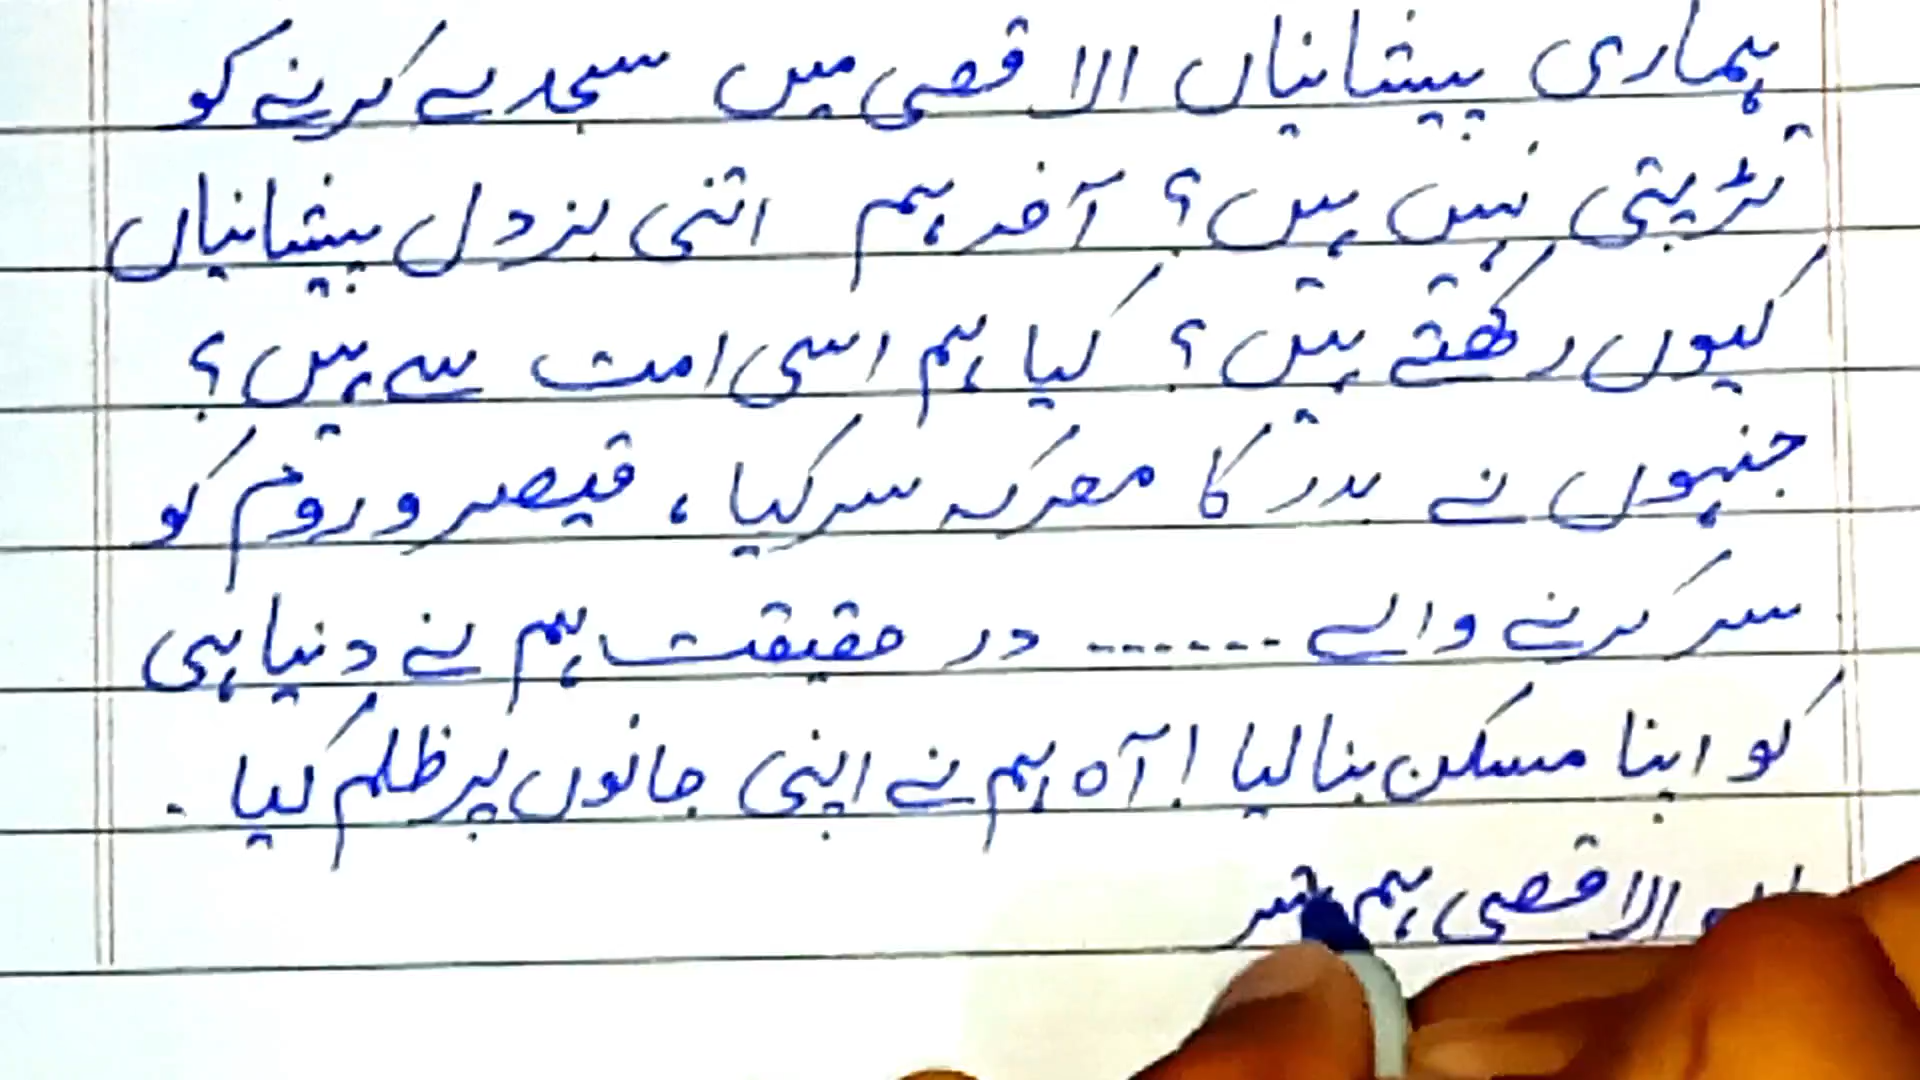 ہماری پیشانیاں الاقصی میں سجدے کرنے کو
تڑپتی نہیں ہیں؟ آخر ہم اتنی بزدل پیشانیاں
کیوں رکھتے ہیں؟ کیا ہم اسی امت سے ہیں؟
جنہوں نے بدر کا معرکہ سر کیا، قیصر و روم کو
سر کرنے والے ...... در حقیقت ہم نے دنیا ہی
کو اپنا مسکن بنا لیا! آہ ہم نے اپنی جانوں پر ظلم کیا۔
الاقصی ہم